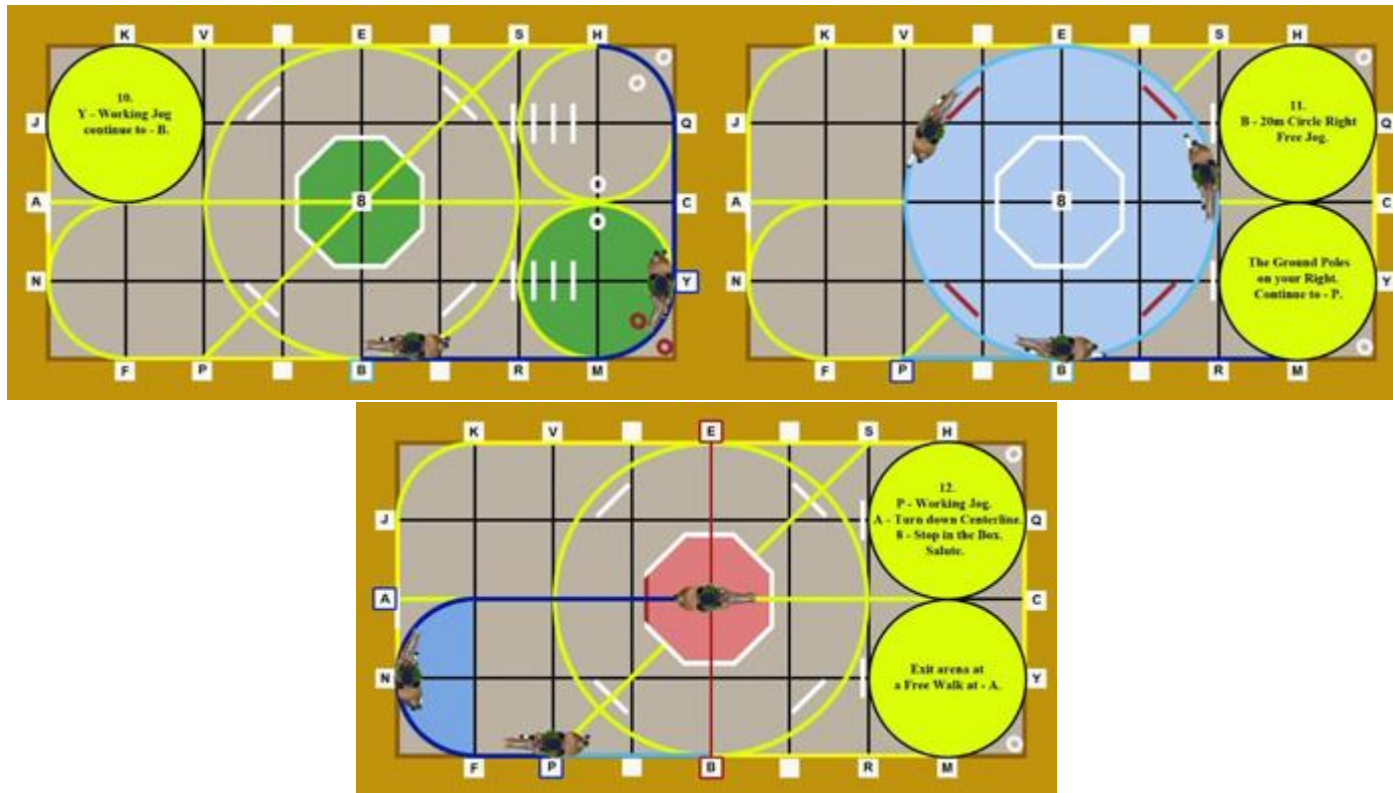 K V E S H
J
10.
Y - Working Jog
continue to - B.
Q
A
8
C
N
Y
F P B R M
K V E S H
J
11.
B - 20m Circle Right
Free Jog.
Q
A
8
C
N
The Ground Poles
on your Right.
Continue to - P.
Y
F P B R M
K V E S H
J
12.
P - Working Jog.
A - Turn down Centerline.
8 - Stop in the Box.
Salute.
Q
A
C
N
Exit arena at
a Free Walk at - A.
Y
F P B R M